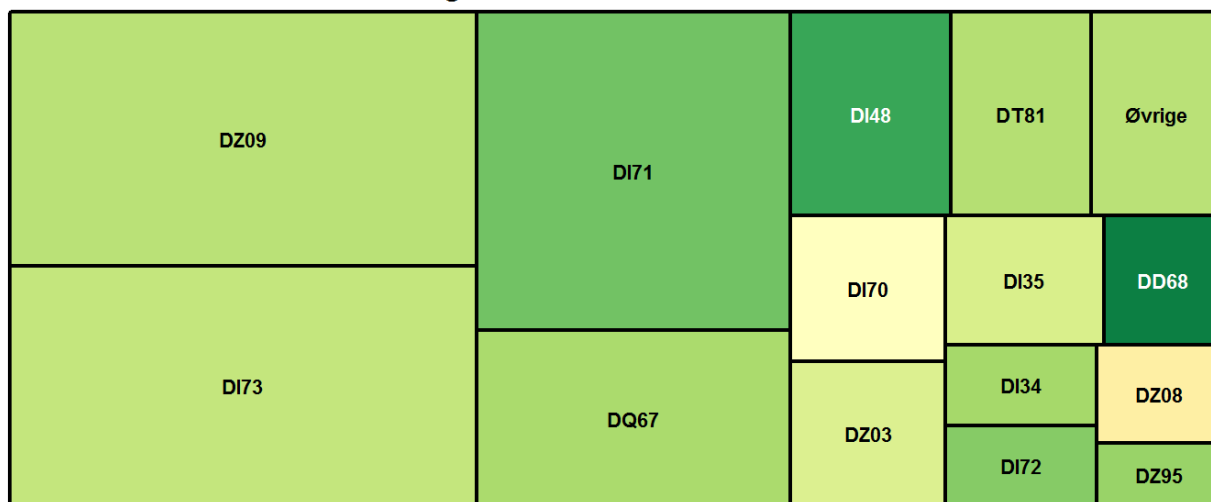 DZ09
DI71
DI48
DT81
Øvrige
DI70
DI35
DD68
DI73
DQ67
DZ03
DI34
DZ08
DI72
DZ95